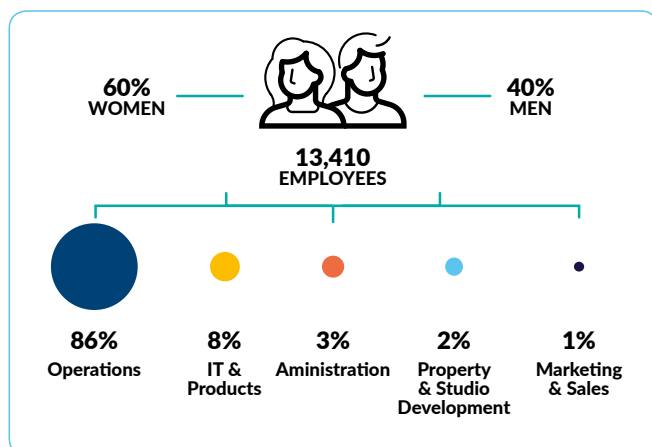 60%
WOMEN
40%
MEN
13,410
EMPLOYEES
86%
Operations
8%
IT &
Products
3%
Aministration
2%
Property
& Studio
Development
1%
Marketing
& Sales